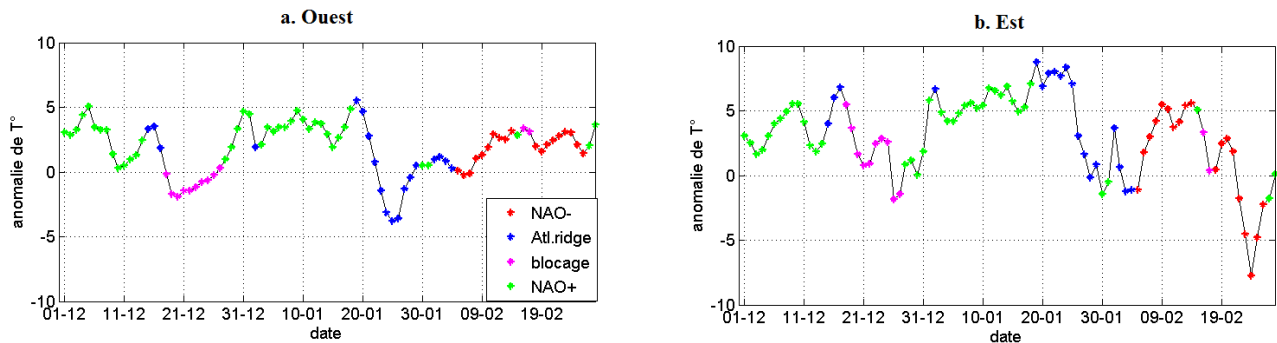 a. Ouest
10
5
0
-5
-10
anomalie de T°
01-12 11-12 21-12 31-12 10-01 20-01 30-01 09-02 19-02
date
NAO-
Atl.ridge
blocage
NAO+
b. Est
10
5
0
-5
-10
anomalie de T°
01-12 11-12 21-12 31-12 10-01 20-01 30-01 09-02 19-02
date